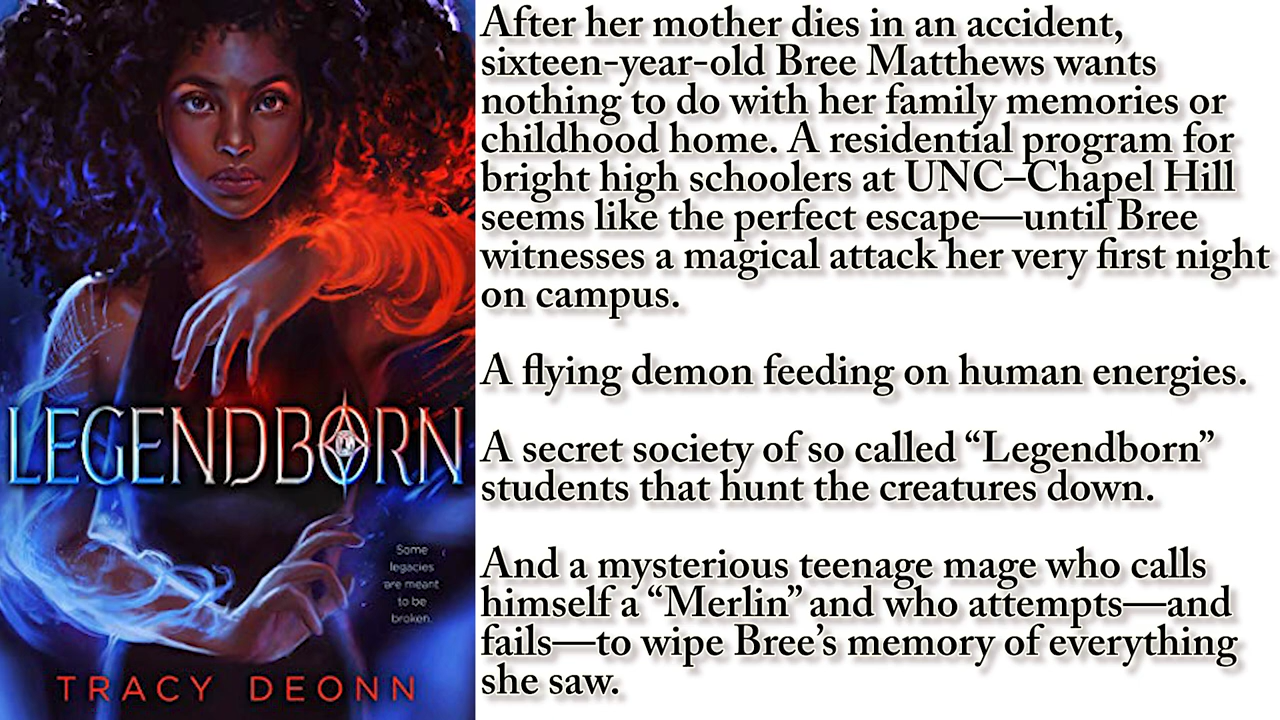 LEGENDBORN
Some
legacies
are meant
to be
broken.
TRACY DEONN
After her mother dies in an accident,
sixteen-year-old Bree Matthews wants
nothing to do with her family memories or
childhood home. A residential program for
bright high schoolers at UNC–Chapel Hill
seems like the perfect escape—until Bree
witnesses a magical attack her very first night
on campus.
A flying demon feeding on human energies.
A secret society of so called “Legendborn”
students that hunt the creatures down.
And a mysterious teenage mage who calls
himself a “Merlin” and who attempts—and
fails—to wipe Bree’s memory of everything
she saw.